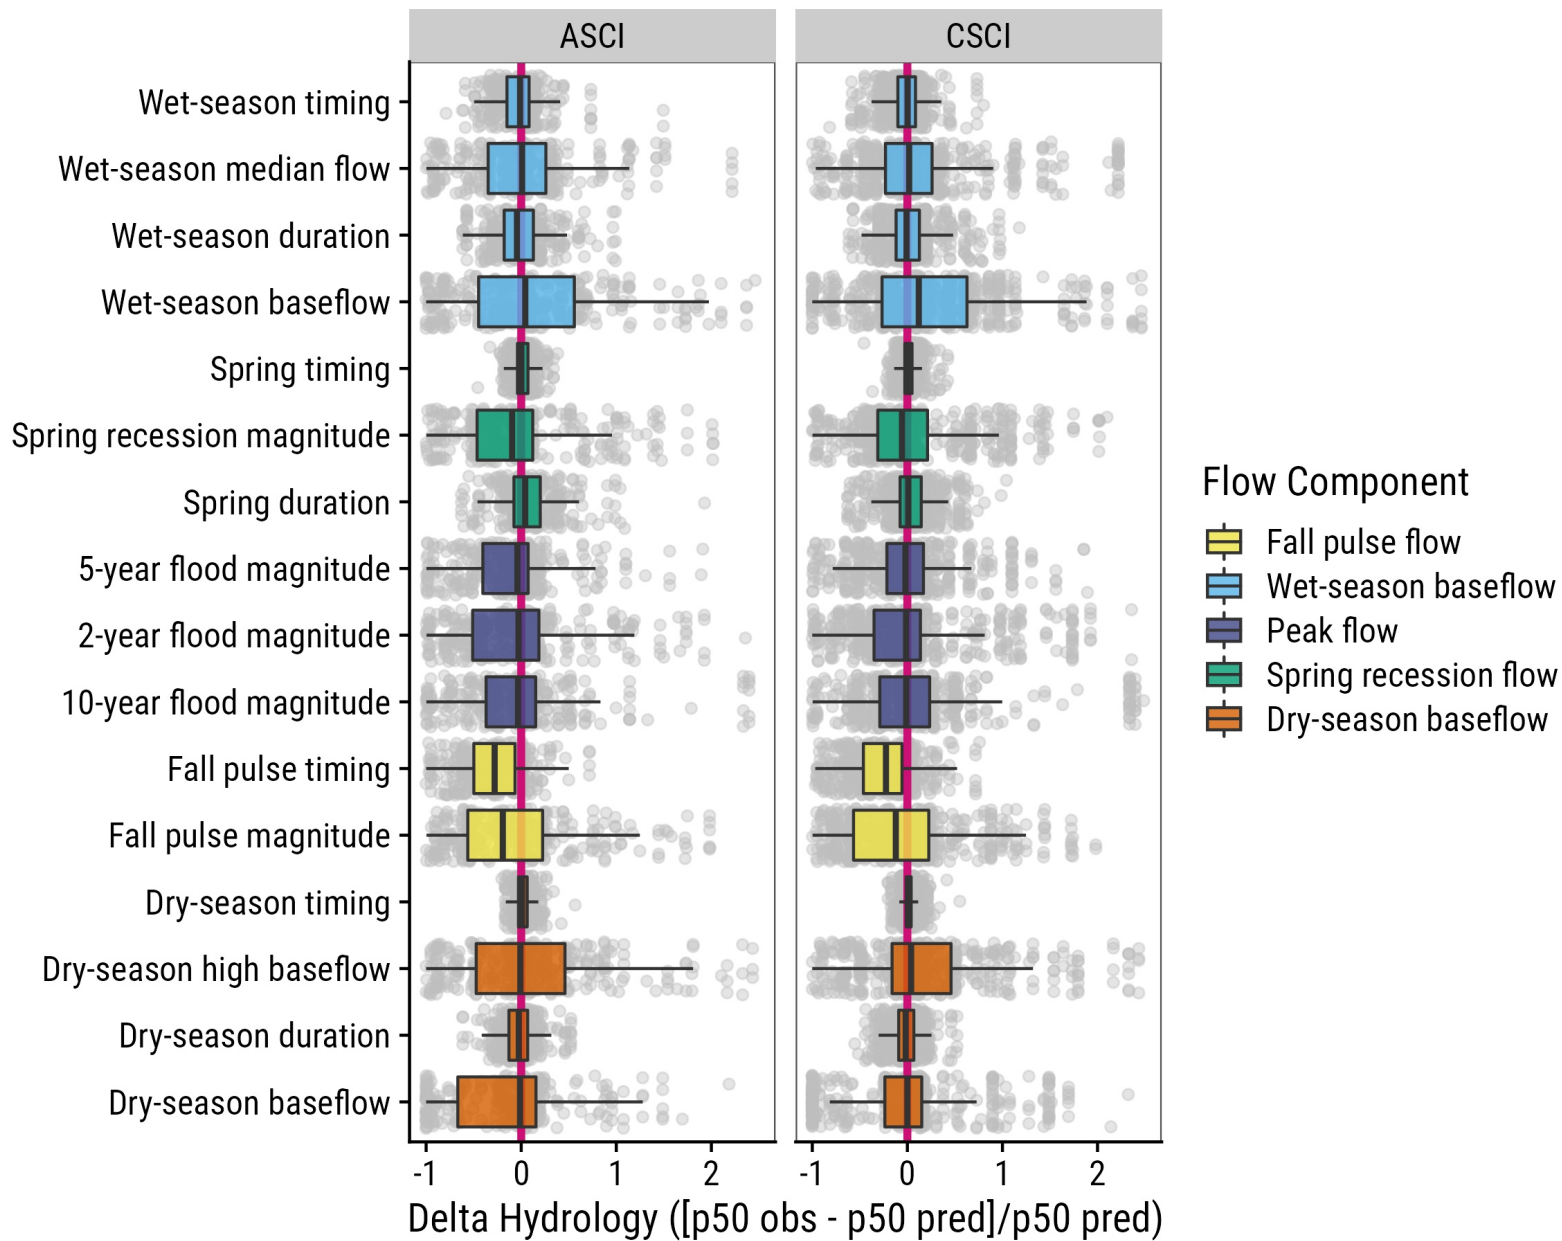 ASCI
CSCI
Wet-season timing
Wet-season median flow
Wet-season duration
Wet-season baseflow
Spring timing
Spring recession magnitude
Spring duration
5-year flood magnitude
2-year flood magnitude
10-year flood magnitude
Fall pulse timing
Fall pulse magnitude
Dry-season timing
Dry-season high baseflow
Dry-season duration
Dry-season baseflow
-1 0 1 2
-1 0 1 2
Delta Hydrology ([p50 obs - p50 pred]/p50 pred)
Flow Component
Fall pulse flow
Wet-season baseflow
Peak flow
Spring recession flow
Dry-season baseflow